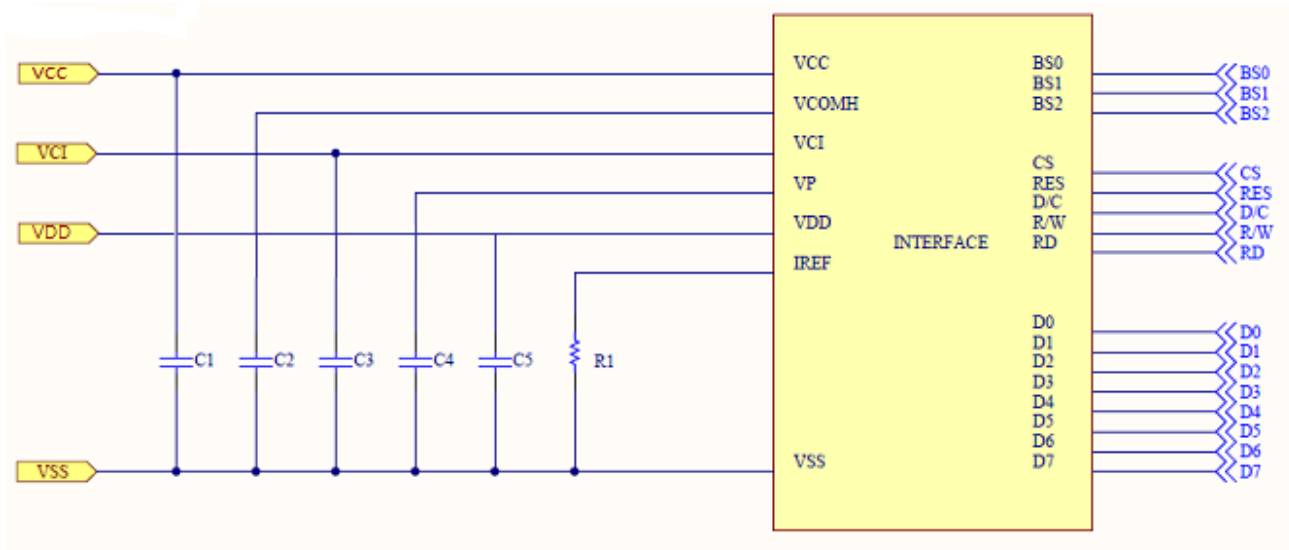 VCC
VCI
VDD
VSS
C1
C2
C3
C4
C5
R1
VCC
VCOMH
VCI
VP
VDD
IREF
VSS
INTERFACE
BS0
BS1
BS2
CS
RES
D/C
R/W
RD
D0
D1
D2
D3
D4
D5
D6
D7
BS0
BS1
BS2
CS
RES
D/C
R/W
RD
D0
D1
D2
D3
D4
D5
D6
D7